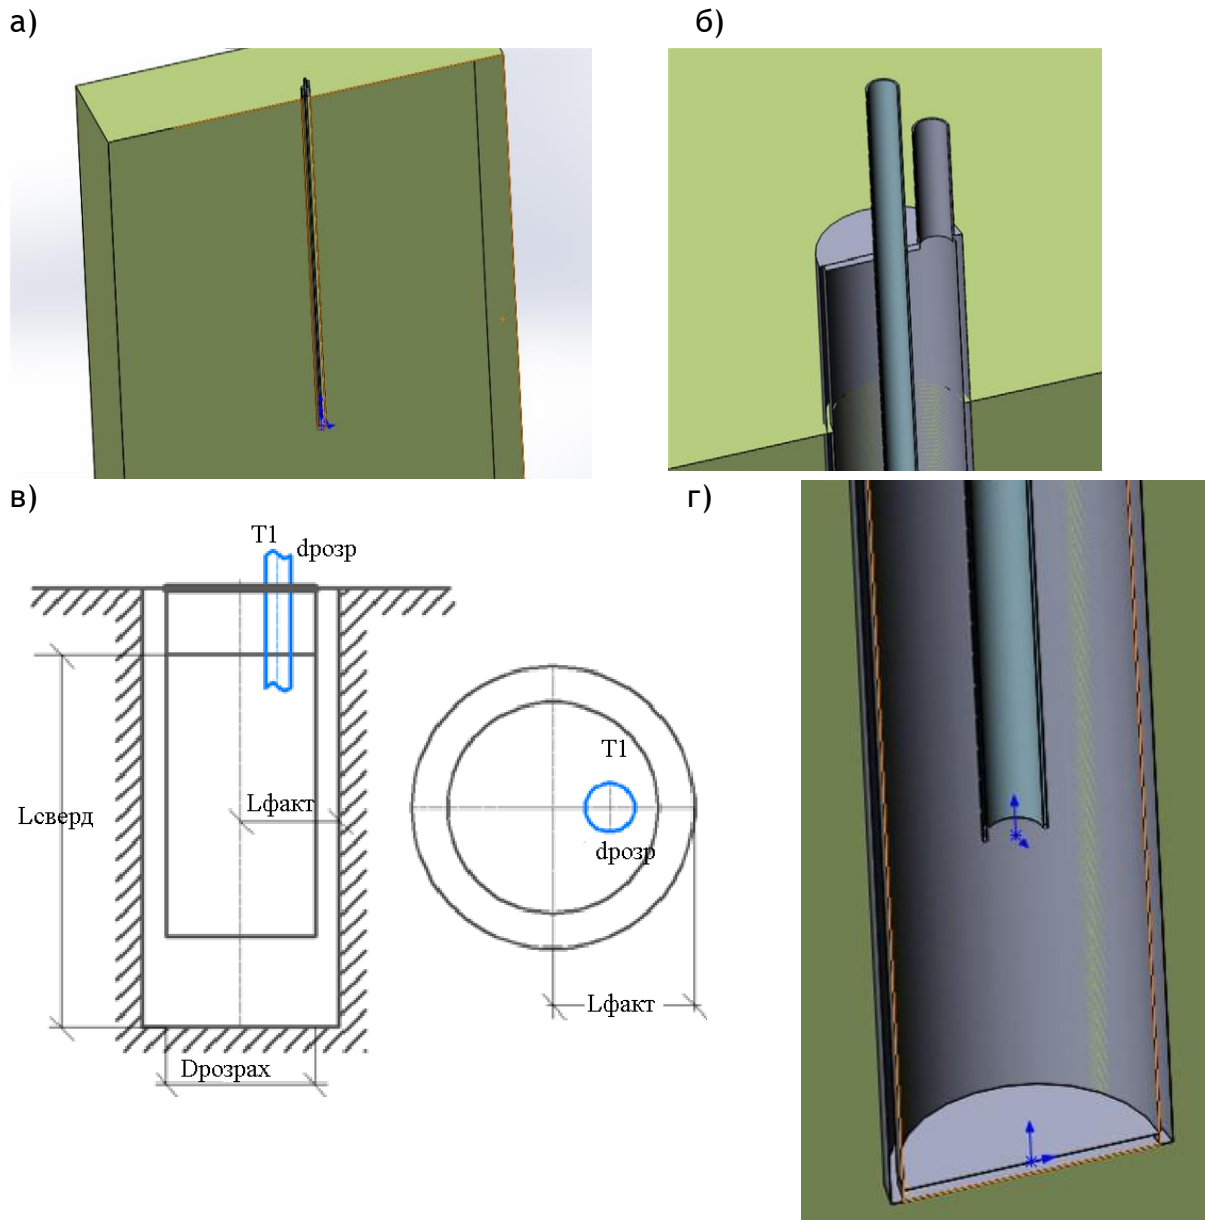 а)
б)
в)
г)
T1
dрозр
Lсверд
Lфакт
Dрозрах
T1
dрозр
Lфакт